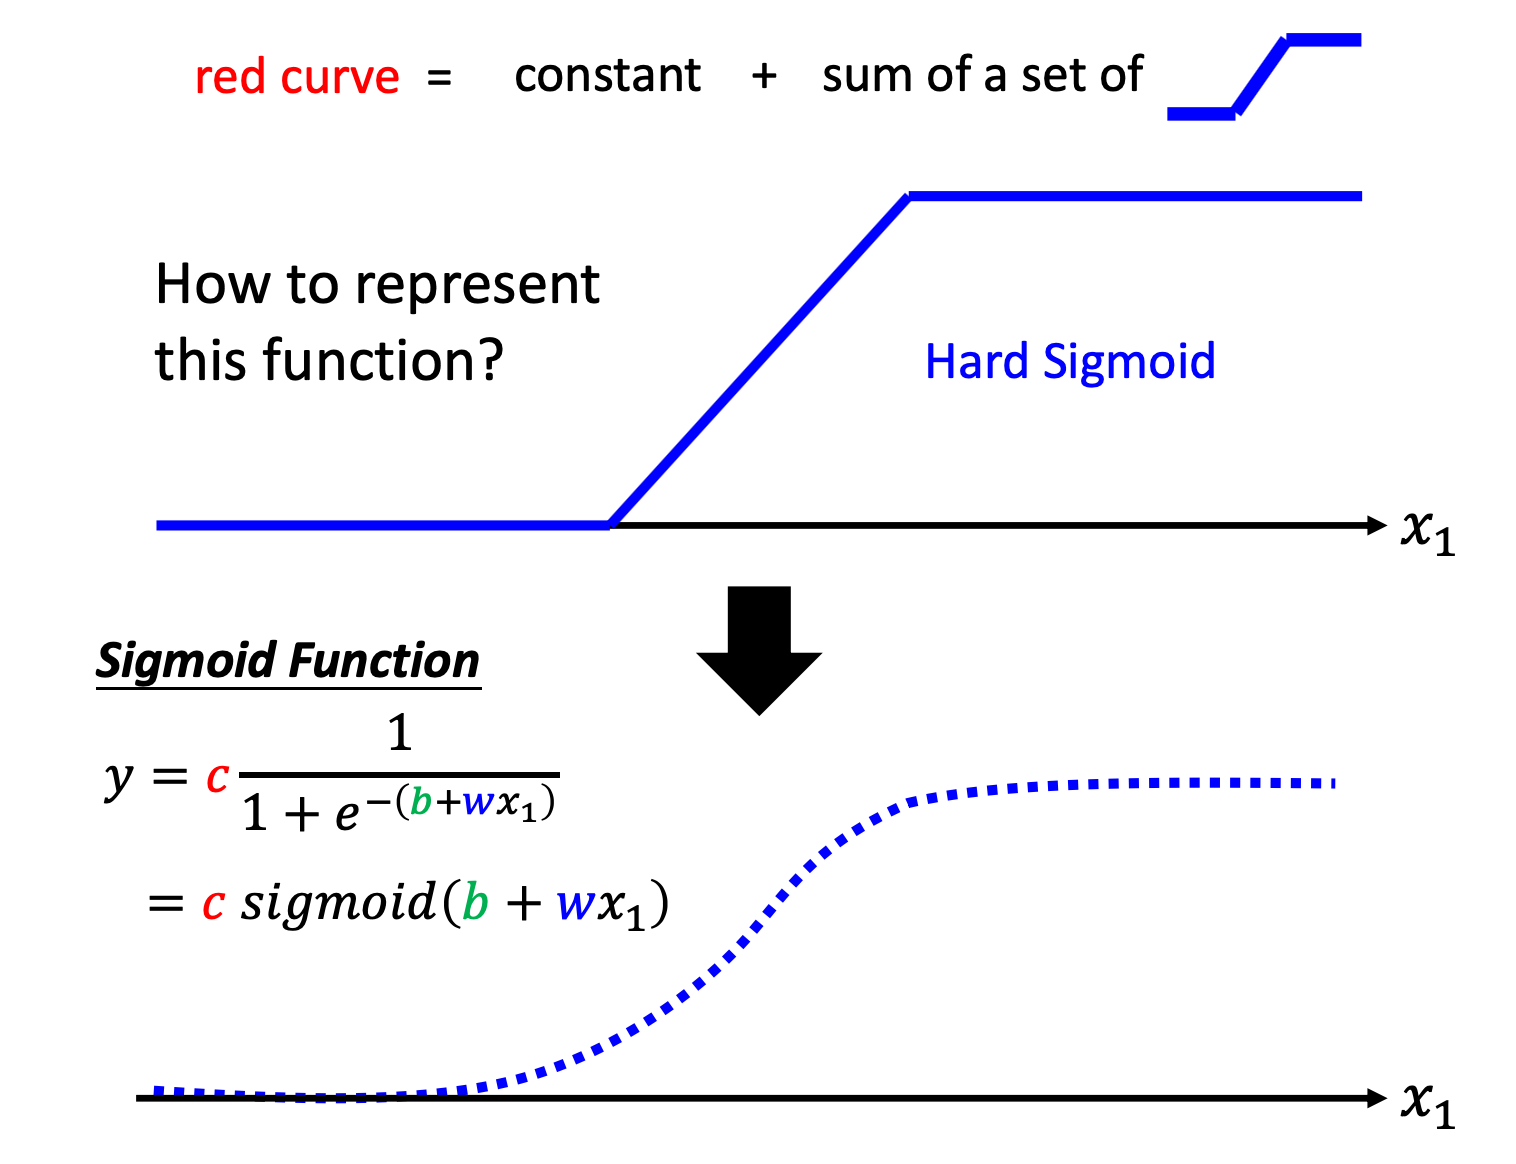 red curve = constant + sum of a set of
How to represent
this function?
Hard Sigmoid
x₁
Sigmoid Function
y = c 1 / (1 + e^−(b+wx₁))
= c sigmoid(b + wx₁)
x₁